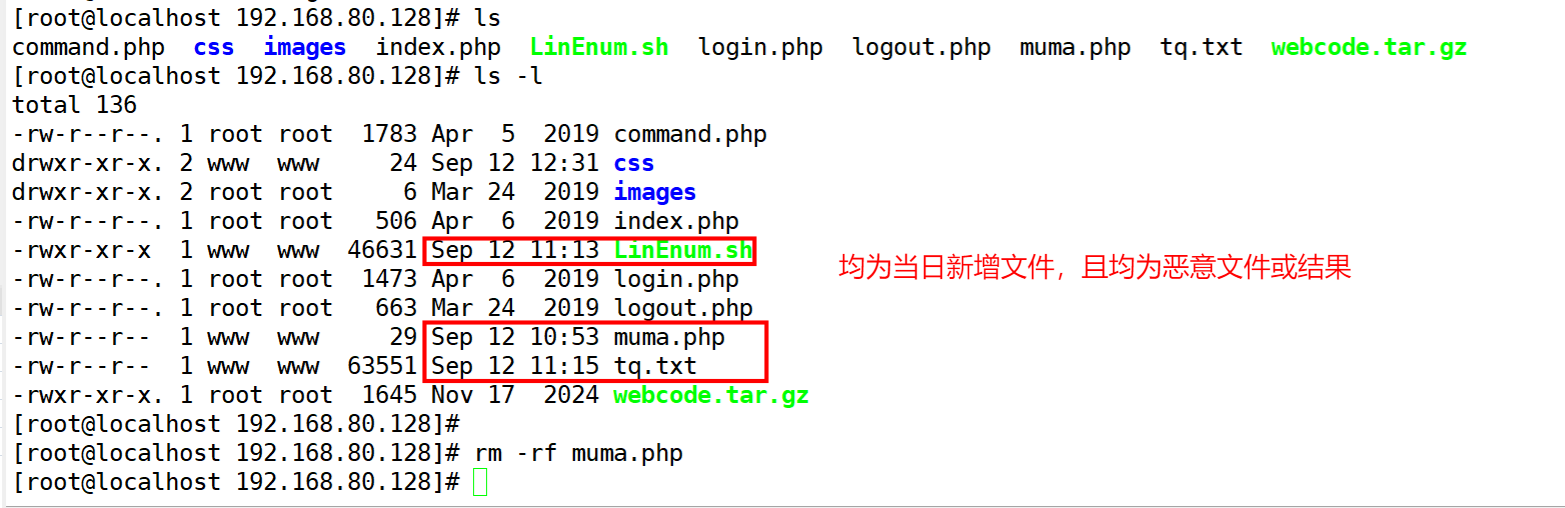 [root@localhost 192.168.80.128]# ls
command.php  css  images  index.php  LinEnum.sh  login.php  logout.php  muma.php  tq.txt  webcode.tar.gz
[root@localhost 192.168.80.128]# ls -l
total 136
-rw-r--r--. 1 root root  1783 Apr  5  2019 command.php
drwxr-xr-x. 2 www  www     24 Sep 12 12:31 css
drwxr-xr-x. 2 root root     6 Mar 24  2019 images
-rw-r--r--. 1 root root   506 Apr  6  2019 index.php
-rwxr-xr-x  1 www  www  46631 Sep 12 11:13 LinEnum.sh
均为当日新增文件，且均为恶意文件或结果
-rw-r--r--. 1 root root  1473 Apr  6  2019 login.php
-rw-r--r--. 1 root root   663 Mar 24  2019 logout.php
-rw-r--r--  1 www  www     29 Sep 12 10:53 muma.php
-rw-r--r--  1 www  www  63551 Sep 12 11:15 tq.txt
-rwxr-xr-x. 1 root root  1645 Nov 17  2024 webcode.tar.gz
[root@localhost 192.168.80.128]#
[root@localhost 192.168.80.128]# rm -rf muma.php
[root@localhost 192.168.80.128]#